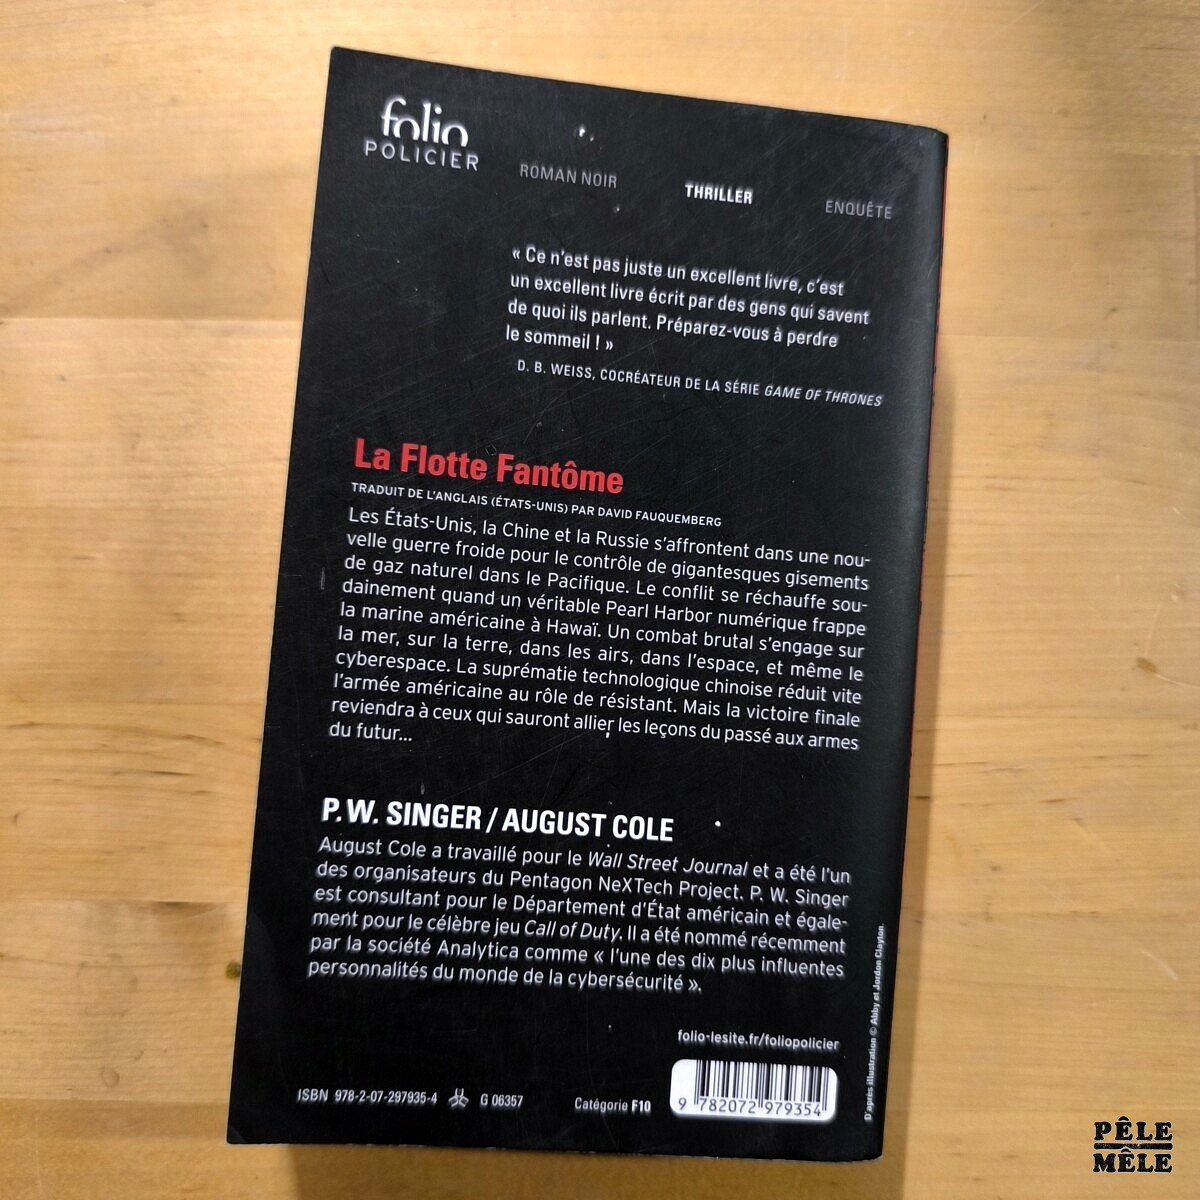 folio
POLICIER
ROMAN NOIR
THRILLER
ENQUÊTE
« Ce n'est pas juste un excellent livre, c'est
un excellent livre écrit par des gens qui savent
de quoi ils parlent. Préparez-vous à perdre
le sommeil ! »
D. B. WEISS, COCRÉATEUR DE LA SÉRIE GAME OF THRONES
La Flotte Fantôme
TRADUIT DE L'ANGLAIS (ÉTATS-UNIS) PAR DAVID FAUQUEMBERG
Les États-Unis, la Chine et la Russie s'affrontent dans une nou-
velle guerre froide pour le contrôle de gigantesques gisements
de gaz naturel dans le Pacifique. Le conflit se réchauffe sou-
dainement quand un véritable Pearl Harbor numérique frappe
la marine américaine à Hawaï. Un combat brutal s'engage sur
la mer, sur la terre, dans les airs, dans l'espace, et même le
cyberespace. La suprématie technologique chinoise réduit vite
l'armée américaine au rôle de résistant. Mais la victoire finale
reviendra à ceux qui sauront allier les leçons du passé aux armes
du futur...
P. W. SINGER / AUGUST COLE
August Cole a travaillé pour le Wall Street Journal et a été l'un
des organisateurs du Pentagon NeXTech Project. P. W. Singer
est consultant pour le Département d'État américain et égale-
ment pour le célèbre jeu Call of Duty. Il a été nommé récemment
par la société Analytica comme « l'une des dix plus influentes
personnalités du monde de la cybersécurité ».
folio-lesite.fr/foliopolicier
ISBN 978-2-07-297935-4
G 06357
Catégorie F10
9 782072 979354
D'après illustration © Abby et Jordon Clayton.
PÊLE
MÊLE